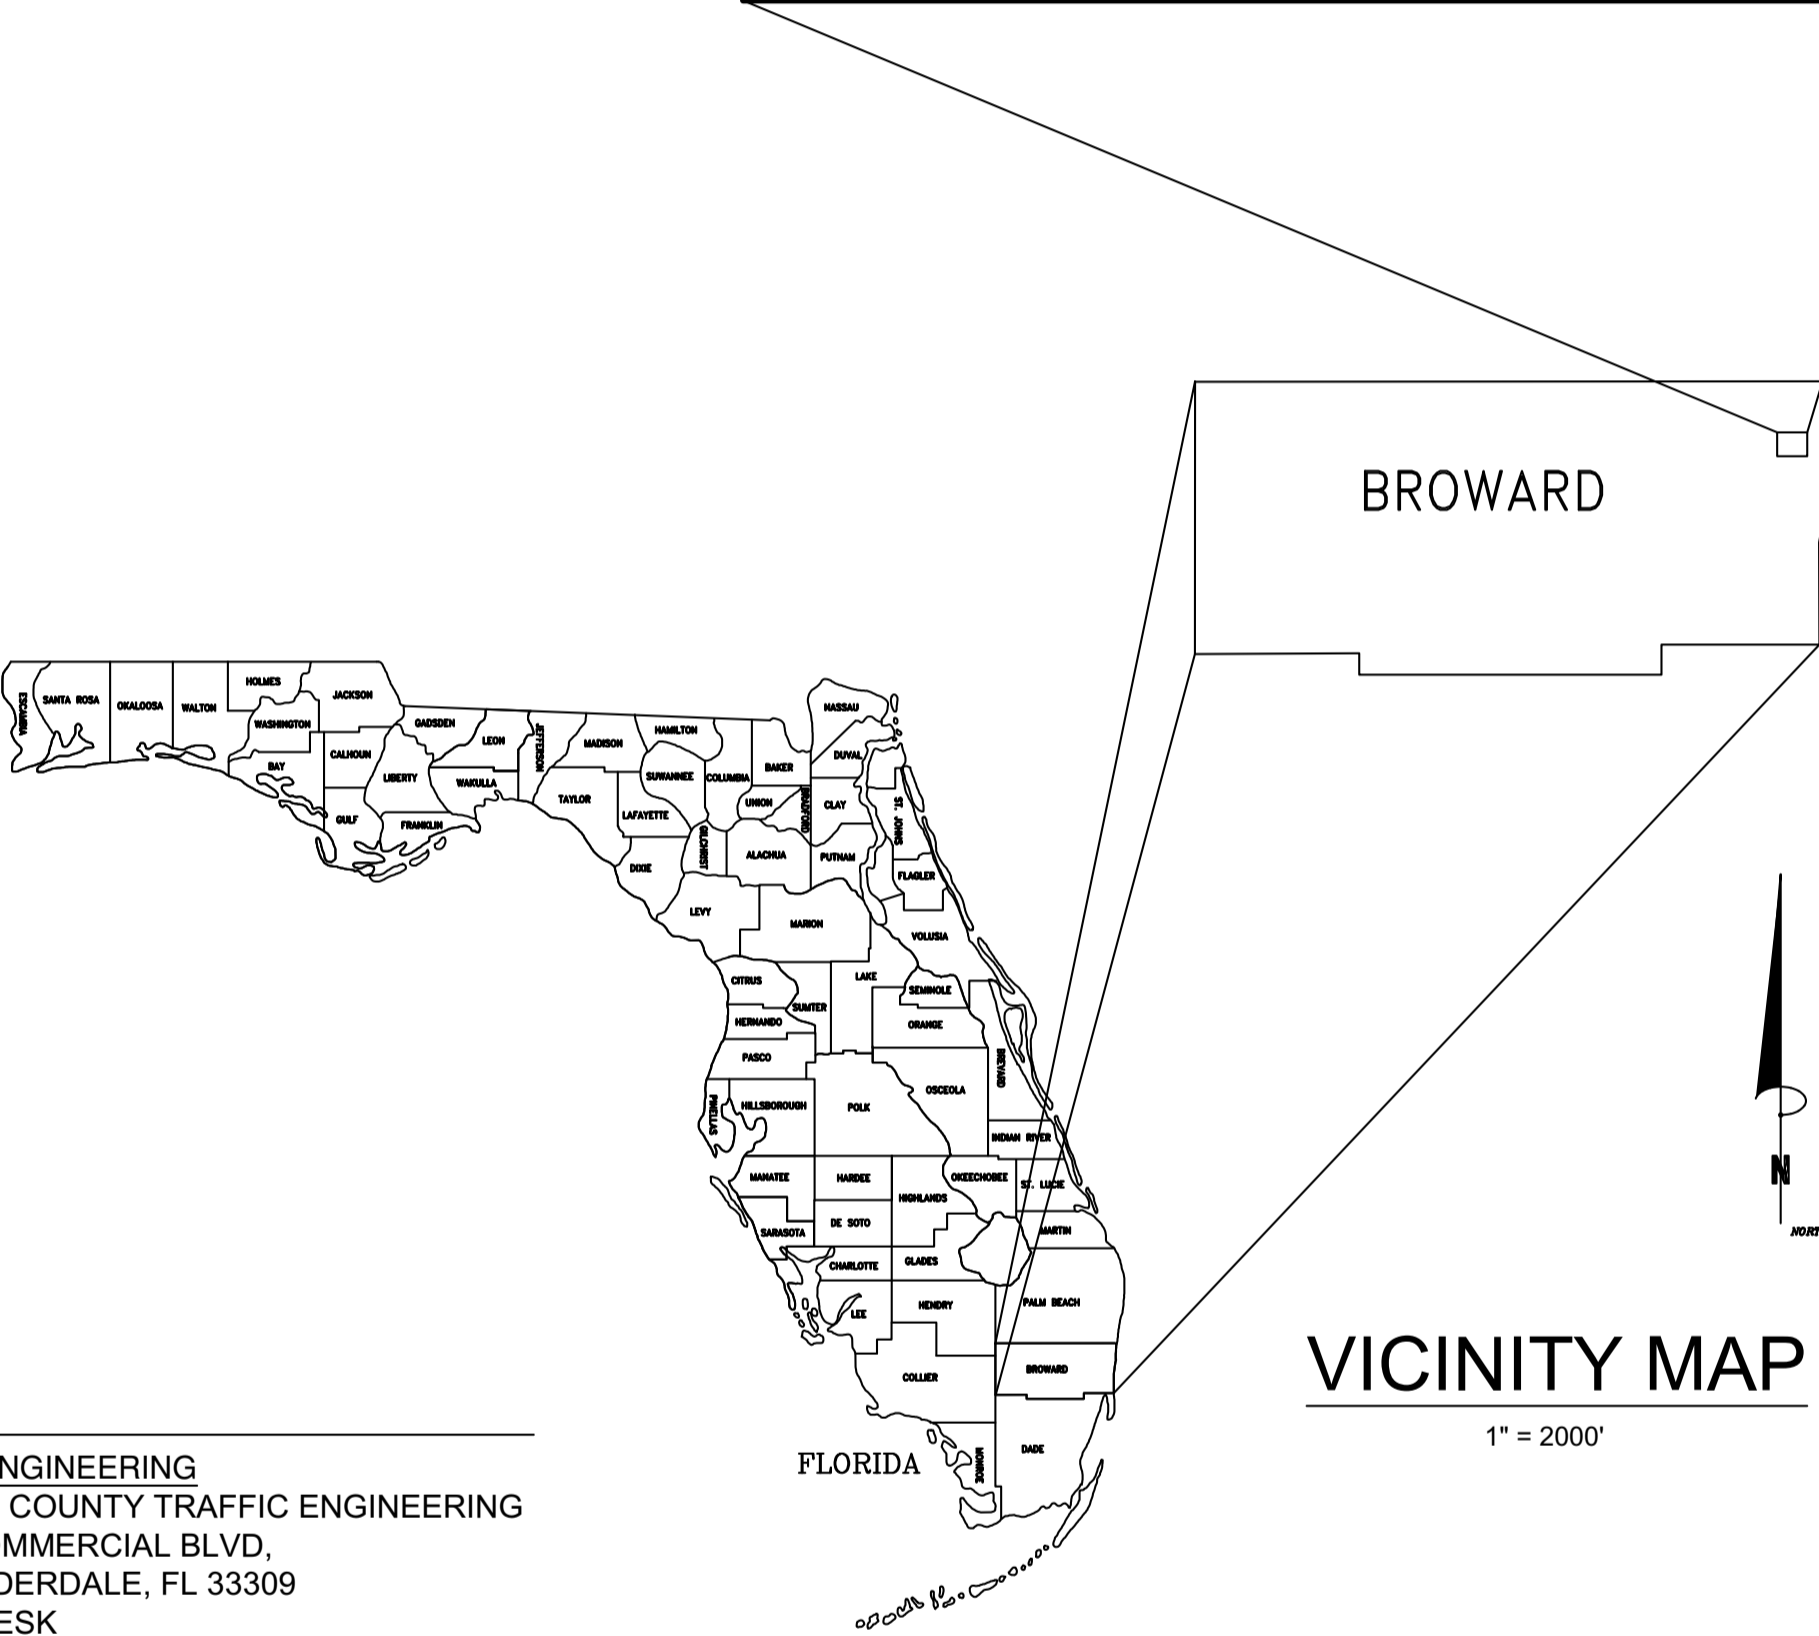 BROWARD
ESCAMBIA
SANTA ROSA
OKALOOSA
WALTON
HOLMES
WASHINGTON
JACKSON
BAY
CALHOUN
GULF
LIBERTY
GADSDEN
FRANKLIN
LEON
WAKULLA
JEFFERSON
MADISON
TAYLOR
HAMILTON
SUWANNEE
LAFAYETTE
DIXIE
COLUMBIA
GILCHRIST
BAKER
UNION
BRADFORD
ALACHUA
NASSAU
DUVAL
CLAY
ST. JOHNS
PUTNAM
FLAGLER
LEVY
MARION
VOLUSIA
CITRUS
SUMTER
LAKE
SEMINOLE
HERNANDO
ORANGE
PASCO
BREVARD
OSCEOLA
PINELLAS
HILLSBOROUGH
POLK
INDIAN RIVER
MANATEE
HARDEE
HIGHLANDS
OKEECHOBEE
ST. LUCIE
SARASOTA
DE SOTO
MARTIN
CHARLOTTE
GLADES
LEE
HENDRY
PALM BEACH
COLLIER
BROWARD
MONROE
DADE
FLORIDA
N
NORT
VICINITY MAP
1" = 2000'
NGINEERING
COUNTY TRAFFIC ENGINEERING
OMMERCIAL BLVD,
DERDALE, FL 33309
ESK